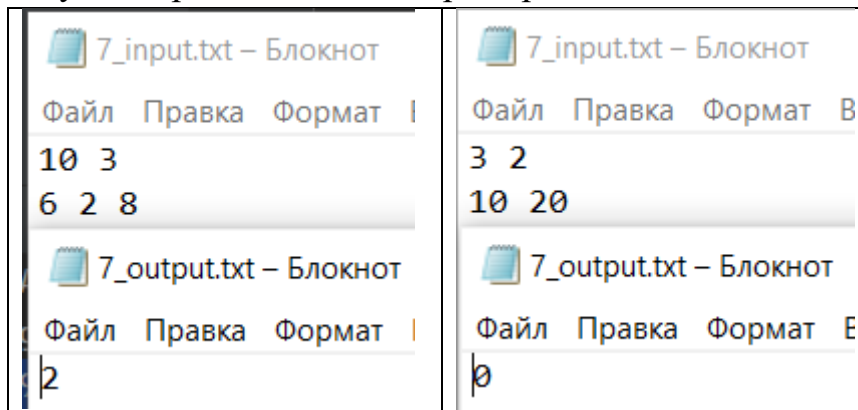 7_input.txt – Блокнот
Файл Правка Формат
10 3
6 2 8
7_output.txt – Блокнот
Файл Правка Формат
2
7_input.txt – Блокнот
Файл Правка Формат В
3 2
10 20
7_output.txt – Блокнот
Файл Правка Формат В
0